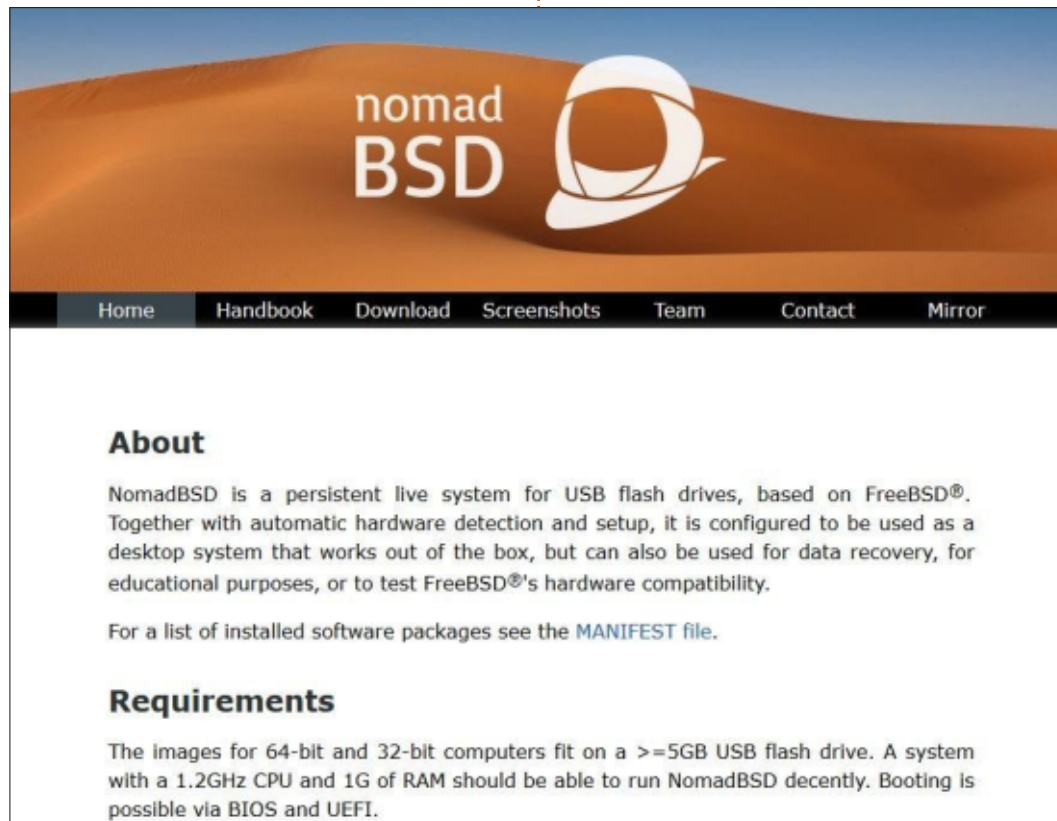 nomad
BSD
Home Handbook Download Screenshots Team Contact Mirror
About
NomadBSD is a persistent live system for USB flash drives, based on FreeBSD®.
Together with automatic hardware detection and setup, it is configured to be used as a
desktop system that works out of the box, but can also be used for data recovery, for
educational purposes, or to test FreeBSD®'s hardware compatibility.
For a list of installed software packages see the MANIFEST file.
Requirements
The images for 64-bit and 32-bit computers fit on a >=5GB USB flash drive. A system
with a 1.2GHz CPU and 1G of RAM should be able to run NomadBSD decently. Booting is
possible via BIOS and UEFI.